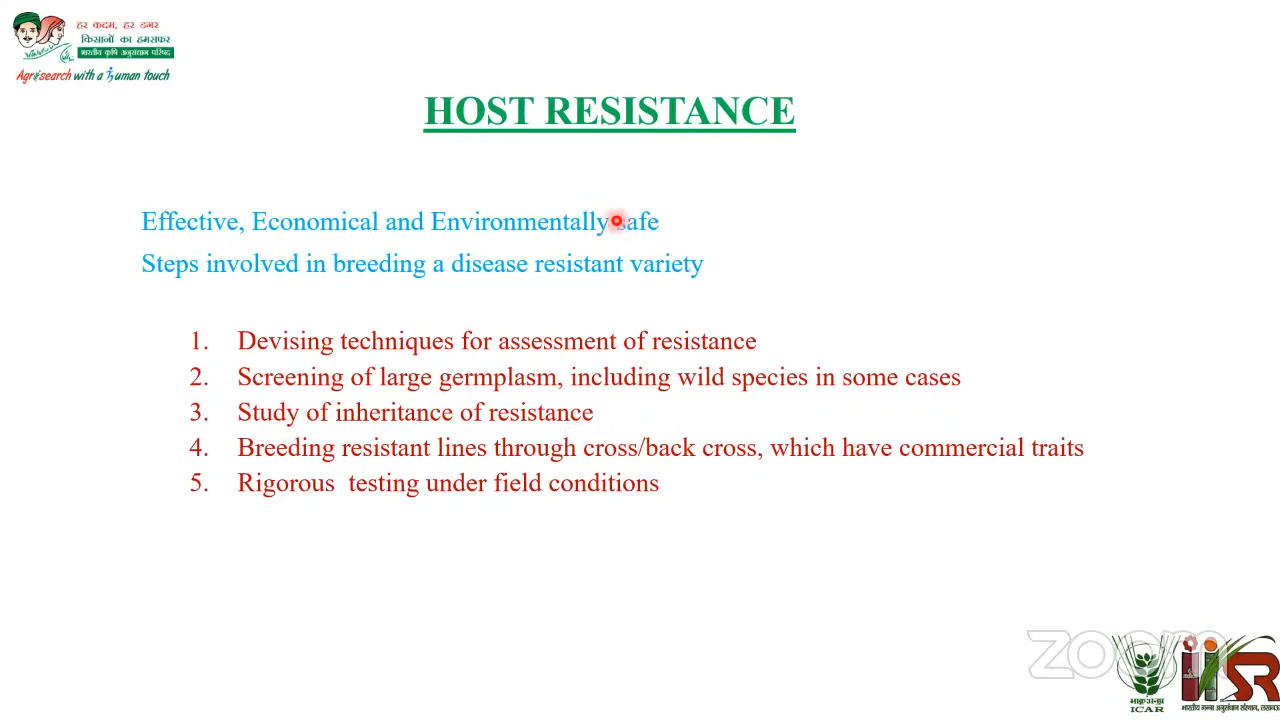 हर कदम, हर डगर
किसानों का हमसफर
भारतीय कृषि अनुसंधान परिषद
Agrisearch with a human touch
HOST RESISTANCE
Effective, Economical and Environmentally safe
Steps involved in breeding a disease resistant variety
1. Devising techniques for assessment of resistance
2. Screening of large germplasm, including wild species in some cases
3. Study of inheritance of resistance
4. Breeding resistant lines through cross/back cross, which have commercial traits
5. Rigorous testing under field conditions
zoom
भाकृअनुप
ICAR
IISR
भारतीय गन्ना अनुसंधान संस्थान, लखनऊ